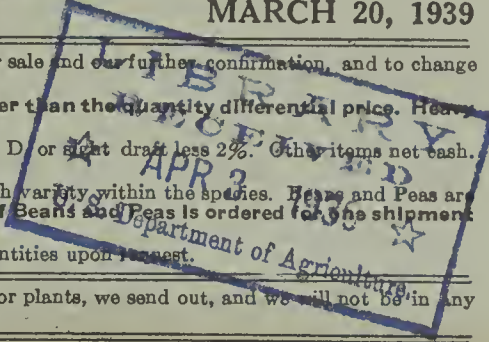 MARCH 20, 1939
sale and our further confirmation, and to change
er than the quantity differential price. Heavy
D. or sight draft less 2%. Other items net cash.
h variety within the species. Beans and Peas are
f Beans and Peas is ordered for one shipment
ntities upon request.
or plants, we send out, and we will not be in any
LIBRARY
RECEIVED
☆ APR 3 1939 ☆
U. S. Department of Agriculture.